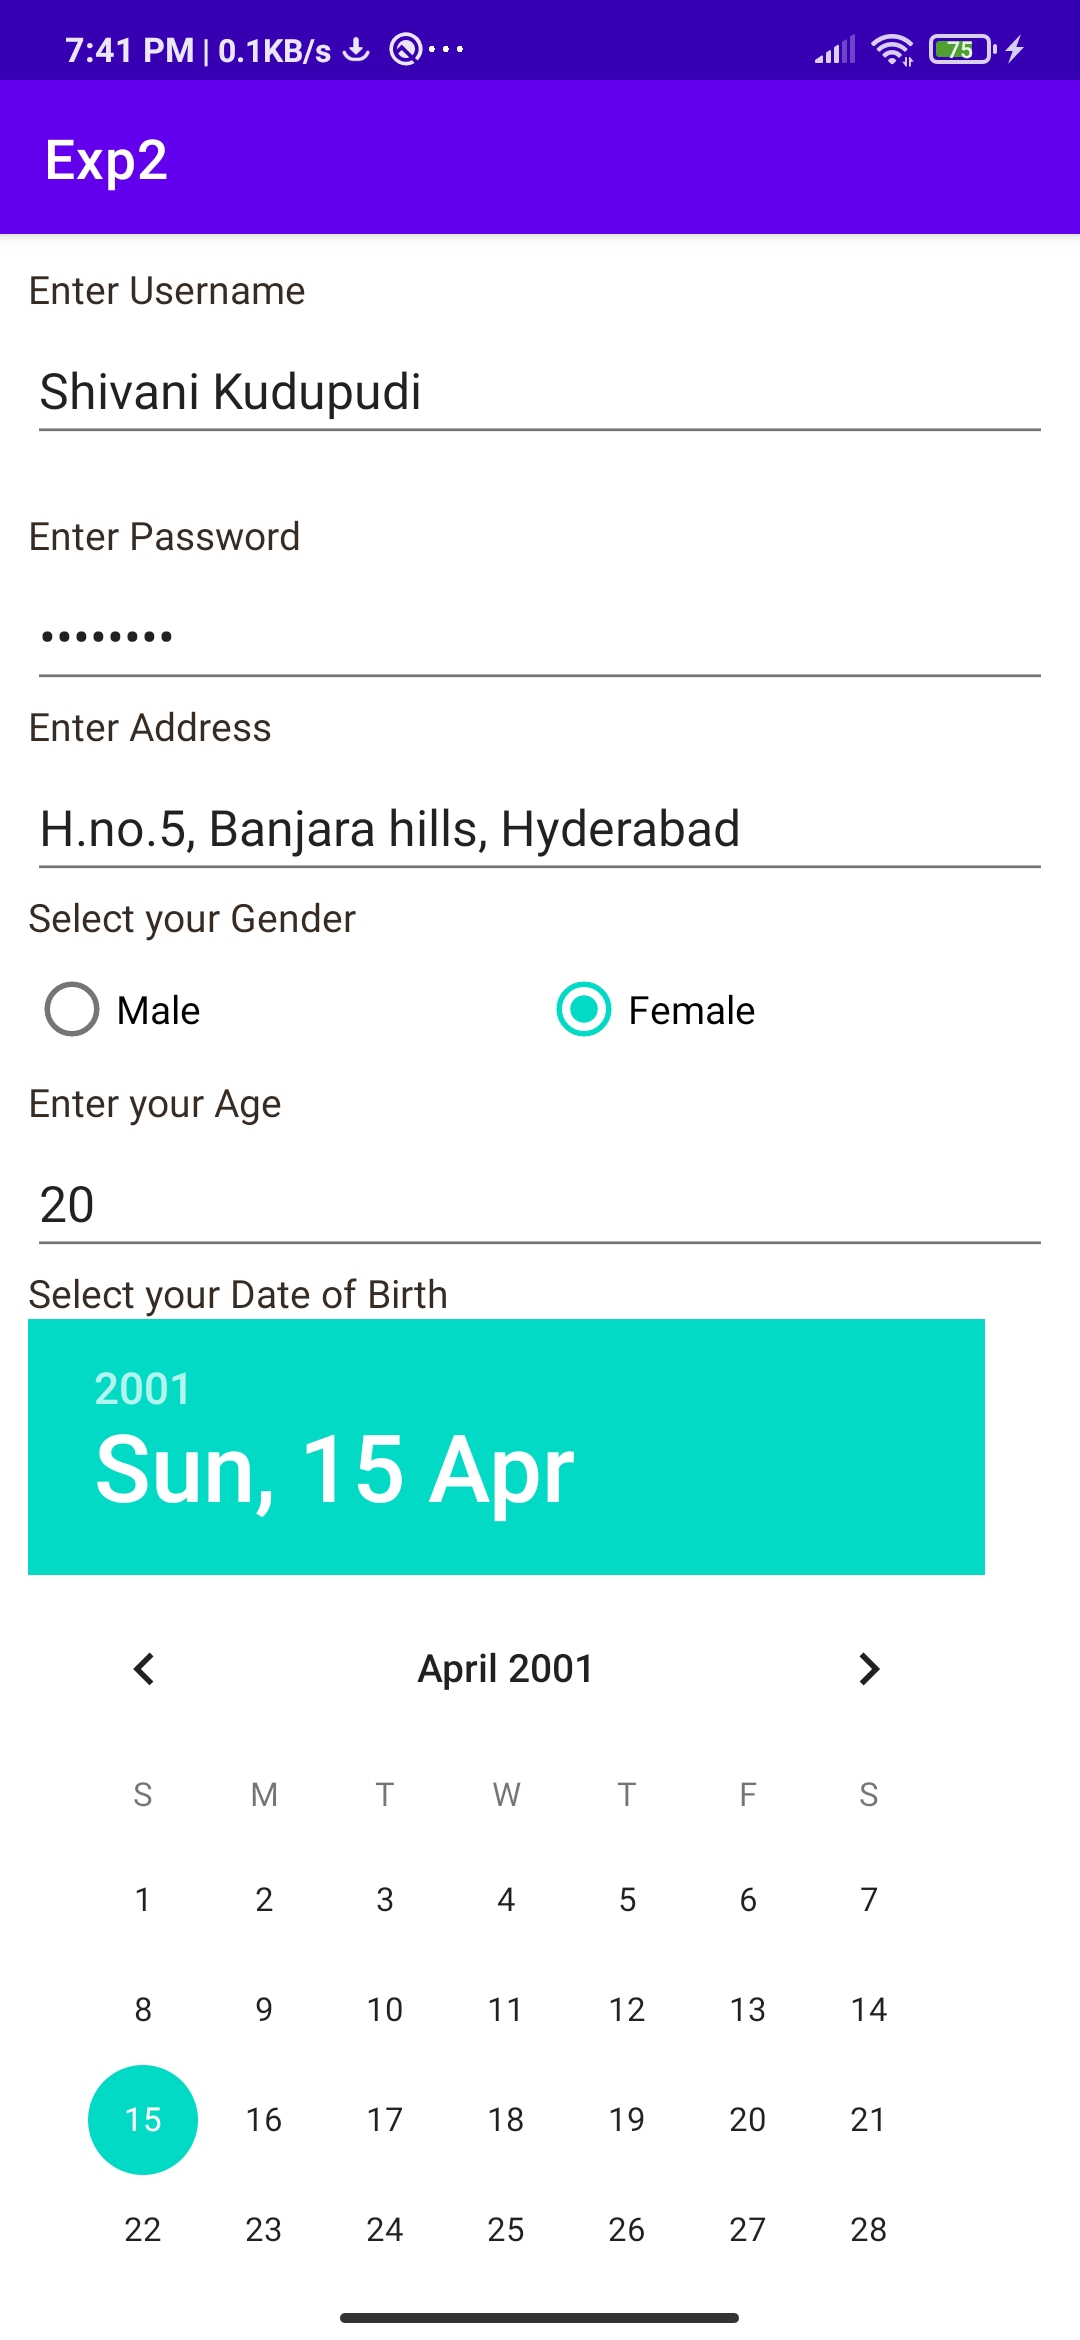 7:41 PM | 0.1KB/s ... 75
Exp2
Enter Username
Shivani Kudupudi
Enter Password
••••••••
Enter Address
H.no.5, Banjara hills, Hyderabad
Select your Gender
Male Female
Enter your Age
20
Select your Date of Birth
2001
Sun, 15 Apr
April 2001
S M T W T F S
1 2 3 4 5 6 7
8 9 10 11 12 13 14
15 16 17 18 19 20 21
22 23 24 25 26 27 28